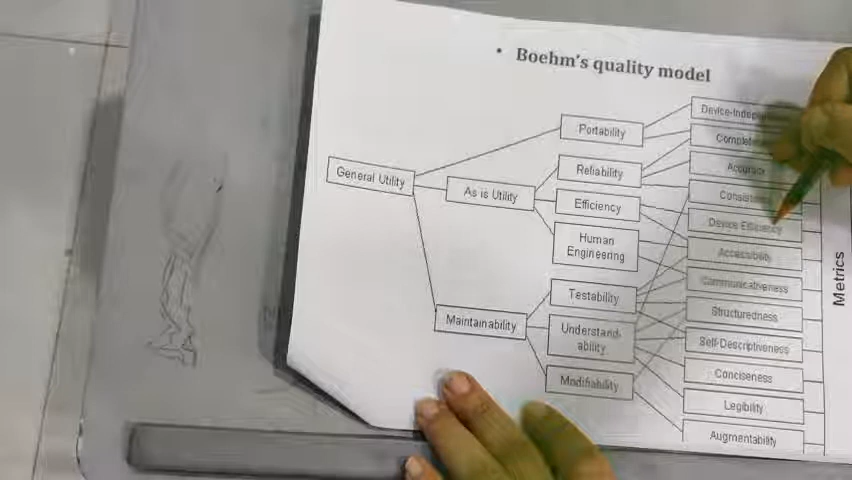 • Boehm's quality model
General Utility
As is Utility
Maintainability
Portability
Reliability
Efficiency
Human
Engineering
Testability
Understand-
ability
Modifiability
Accuracy
Device Efficiency
Accessibility
Communicativeness
Structuredness
Self-Descriptiveness
Conciseness
Legibility
Augmentability
Metrics